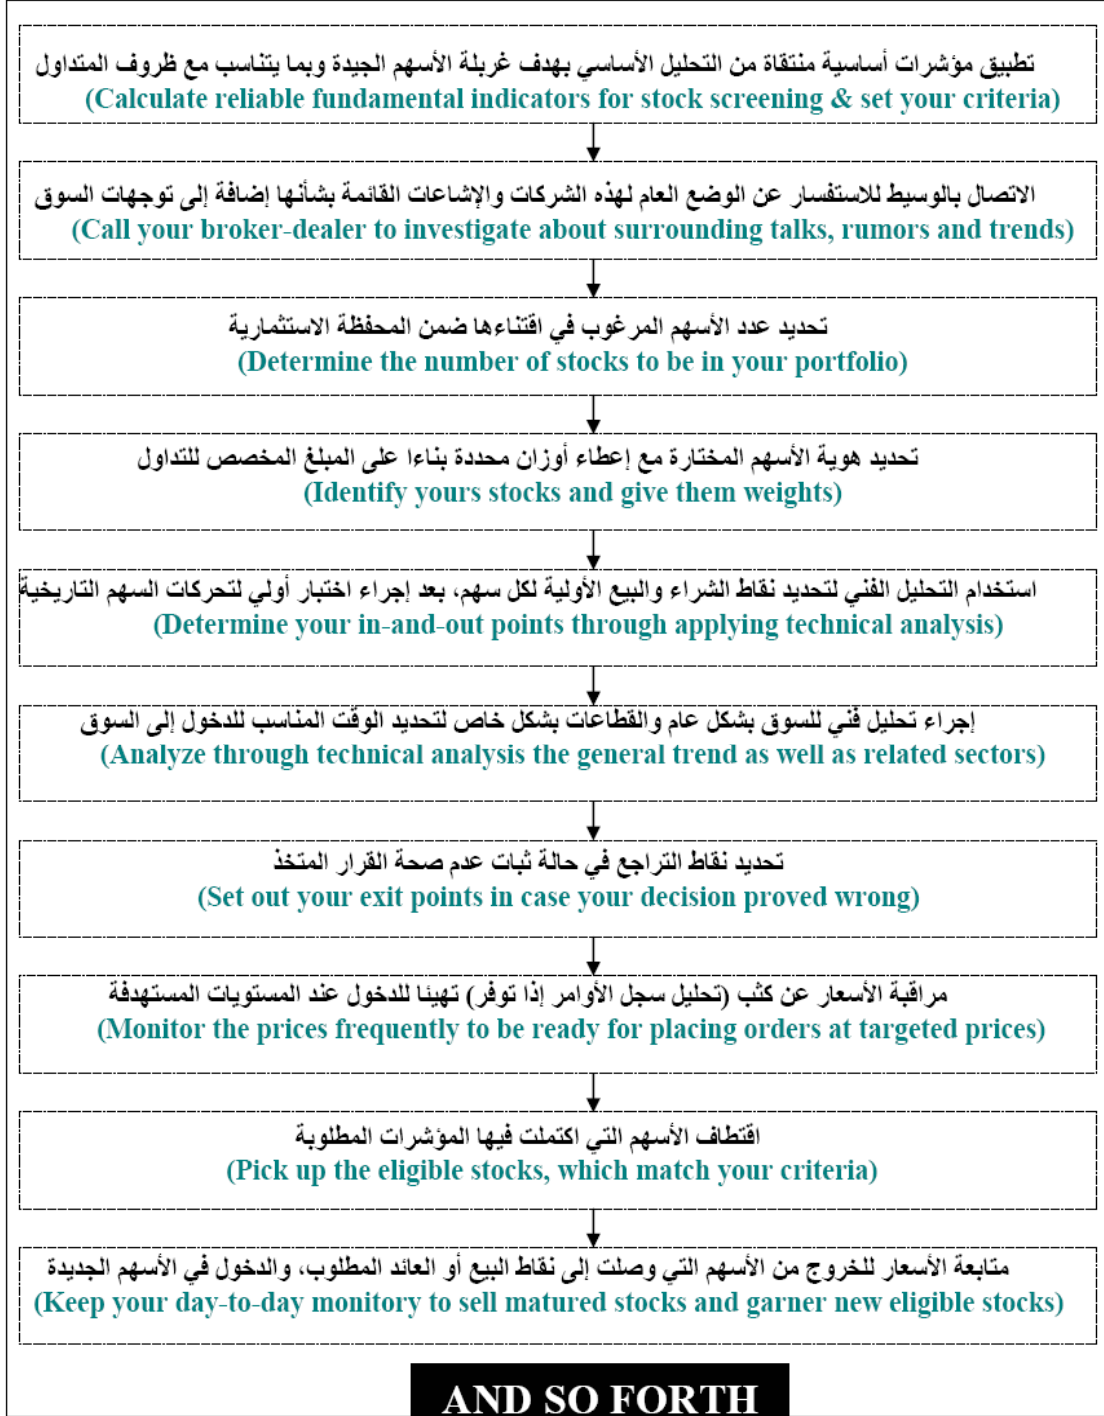 تطبيق مؤشرات أساسية منتقاة من التحليل الأساسي بهدف غربلة الأسهم الجيدة وبما يتناسب مع ظروف المتداول
(Calculate reliable fundamental indicators for stock screening & set your criteria)
الاتصال بالوسيط للاستفسار عن الوضع العام لهذه الشركات والإشاعات القائمة بشأنها إضافة إلى توجهات السوق
(Call your broker-dealer to investigate about surrounding talks, rumors and trends)
تحديد عدد الأسهم المرغوب في اقتناءها ضمن المحفظة الاستثمارية
(Determine the number of stocks to be in your portfolio)
تحديد هوية الأسهم المختارة مع إعطاء أوزان محددة بناءا على المبلغ المخصص للتداول
(Identify yours stocks and give them weights)
استخدام التحليل الفني لتحديد نقاط الشراء والبيع الأولية لكل سهم، بعد إجراء اختبار أولي لتحركات السهم التاريخية
(Determine your in-and-out points through applying technical analysis)
إجراء تحليل فني للسوق بشكل عام والقطاعات بشكل خاص لتحديد الوقت المناسب للدخول إلى السوق
(Analyze through technical analysis the general trend as well as related sectors)
تحديد نقاط التراجع في حالة ثبات عدم صحة القرار المتخذ
(Set out your exit points in case your decision proved wrong)
مراقبة الأسعار عن كثب (تحليل سجل الأوامر إذا توفر) تهيئا للدخول عند المستويات المستهدفة
(Monitor the prices frequently to be ready for placing orders at targeted prices)
اقتطاف الأسهم التي اكتملت فيها المؤشرات المطلوبة
(Pick up the eligible stocks, which match your criteria)
متابعة الأسعار للخروج من الأسهم التي وصلت إلى نقاط البيع أو العائد المطلوب، والدخول في الأسهم الجديدة
(Keep your day-to-day monitory to sell matured stocks and garner new eligible stocks)
AND SO FORTH